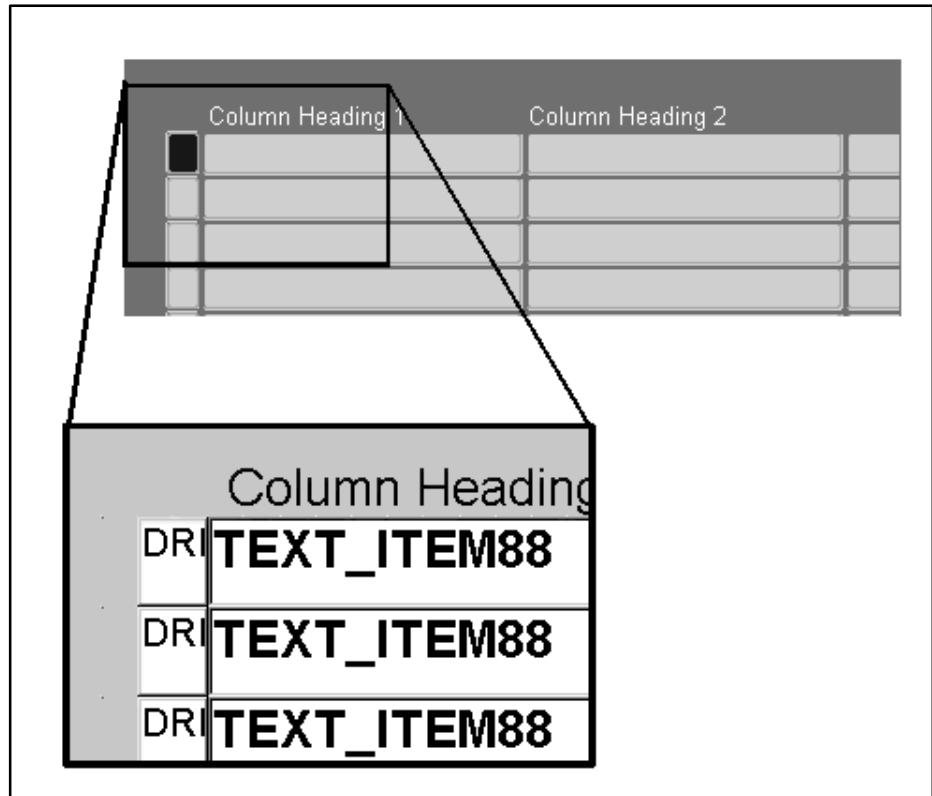 Column Heading 1 Column Heading 2
Column Heading
DRI TEXT_ITEM88
DRI TEXT_ITEM88
DRI TEXT_ITEM88